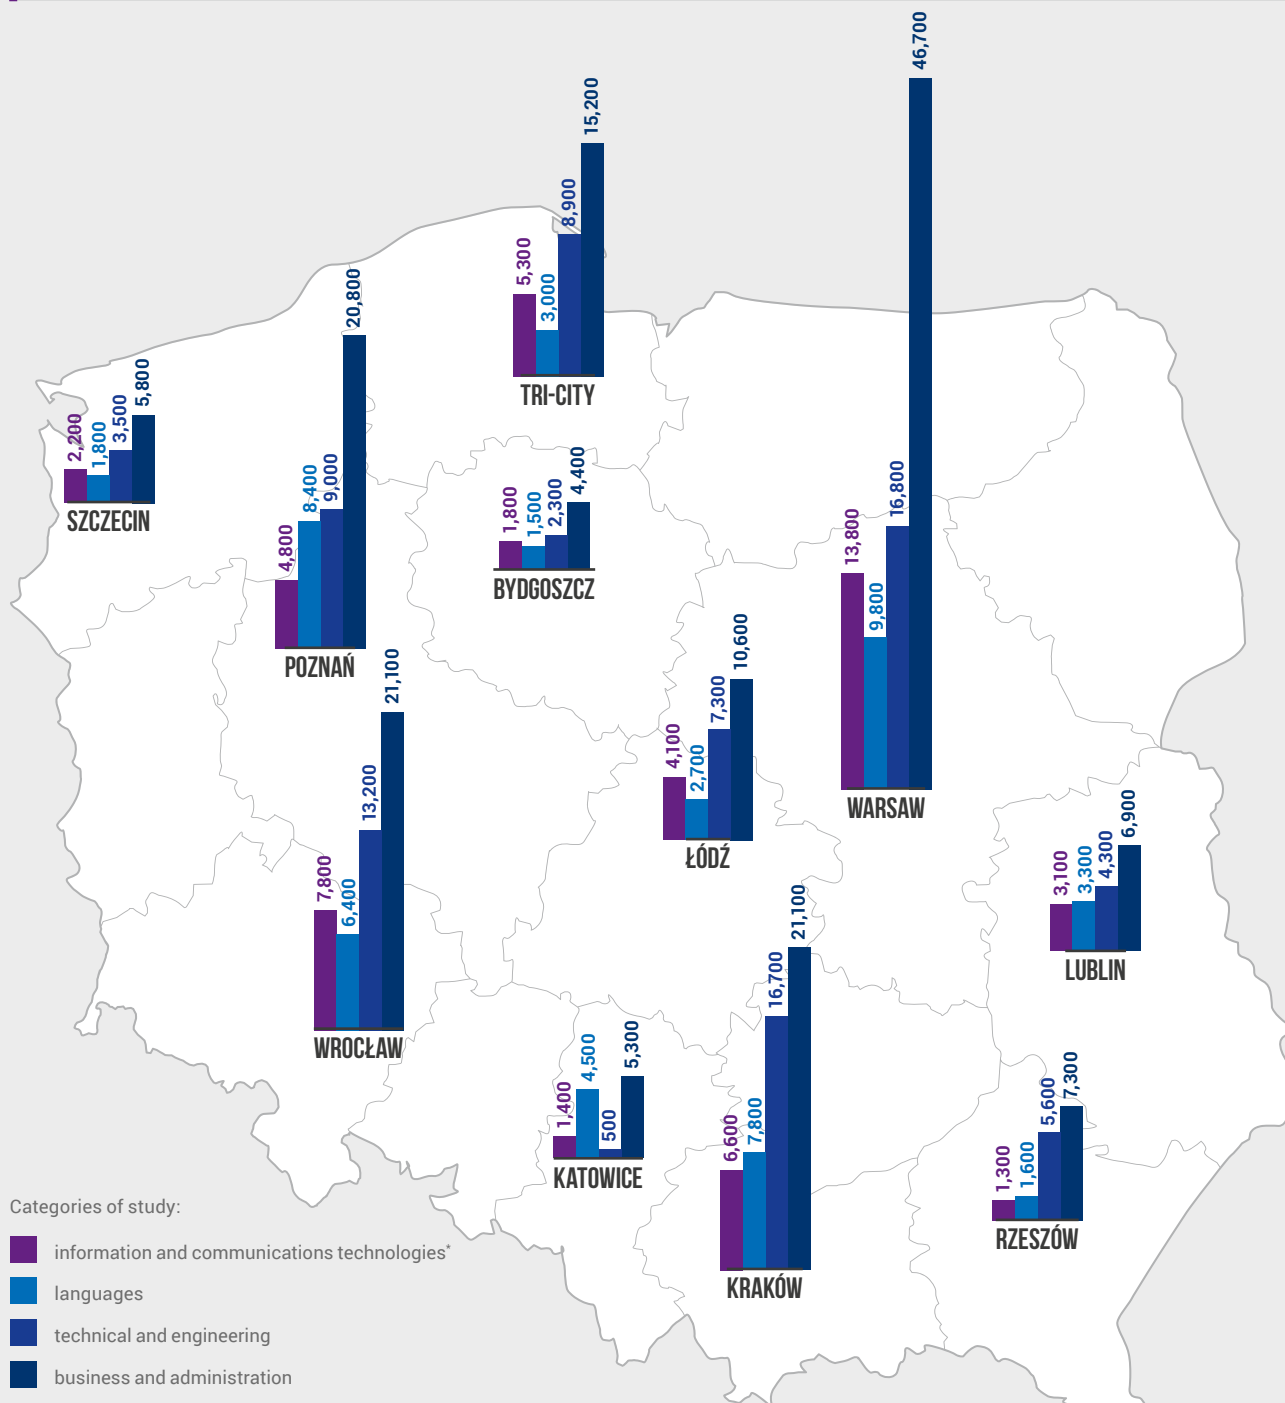 46,700
15,200
8,900
5,300
3,000
TRI-CITY
20,800
9,000
8,400
4,800
POZNAŃ
5,800
3,500
1,800
2,200
SZCZECIN
4,400
2,300
1,500
1,800
BYDGOSZCZ
16,800
13,800
9,800
WARSAW
10,600
7,300
4,100
2,700
ŁÓDŹ
21,100
13,200
7,800
6,400
WROCŁAW
6,900
4,300
3,300
3,100
LUBLIN
21,100
16,700
7,800
6,600
KRAKÓW
5,300
4,500
1,400
500
KATOWICE
7,300
5,600
1,600
1,300
RZESZÓW
Categories of study:
information and communications technologies*
languages
technical and engineering
business and administration